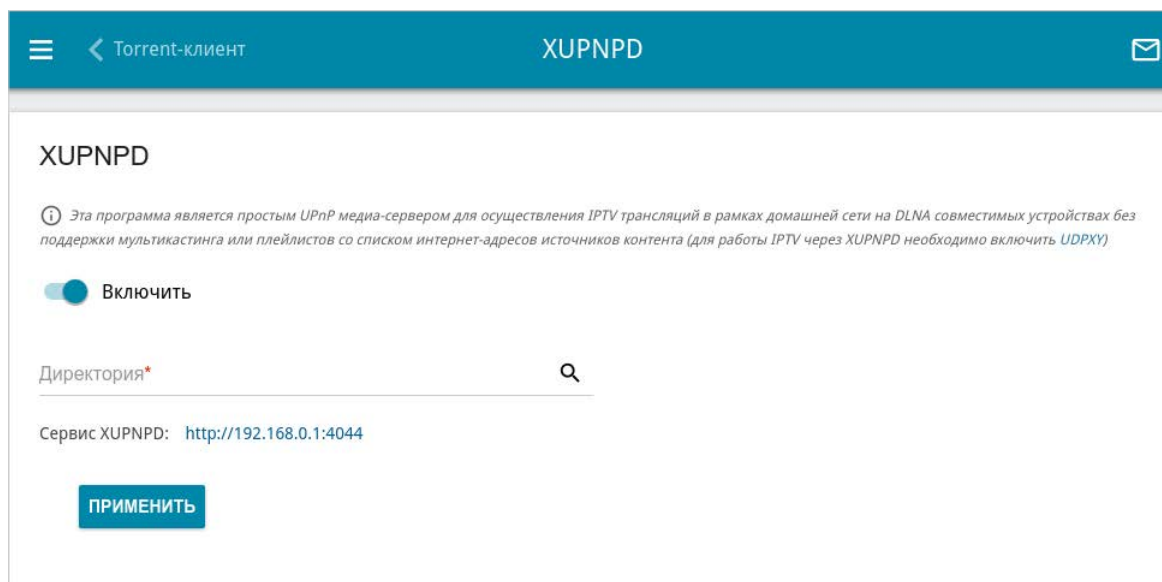 Torrent-клиент
XUPNPD
XUPNPD
Эта программа является простым UPnP медиа-сервером для осуществления IPTV трансляций в рамках домашней сети на DLNA совместимых устройствах без
поддержки мультикастинга или плейлистов со списком интернет-адресов источников контента (для работы IPTV через XUPNPD необходимо включить UDPXY)
Включить
Директория*
Сервис XUPNPD: http://192.168.0.1:4044
ПРИМЕНИТЬ